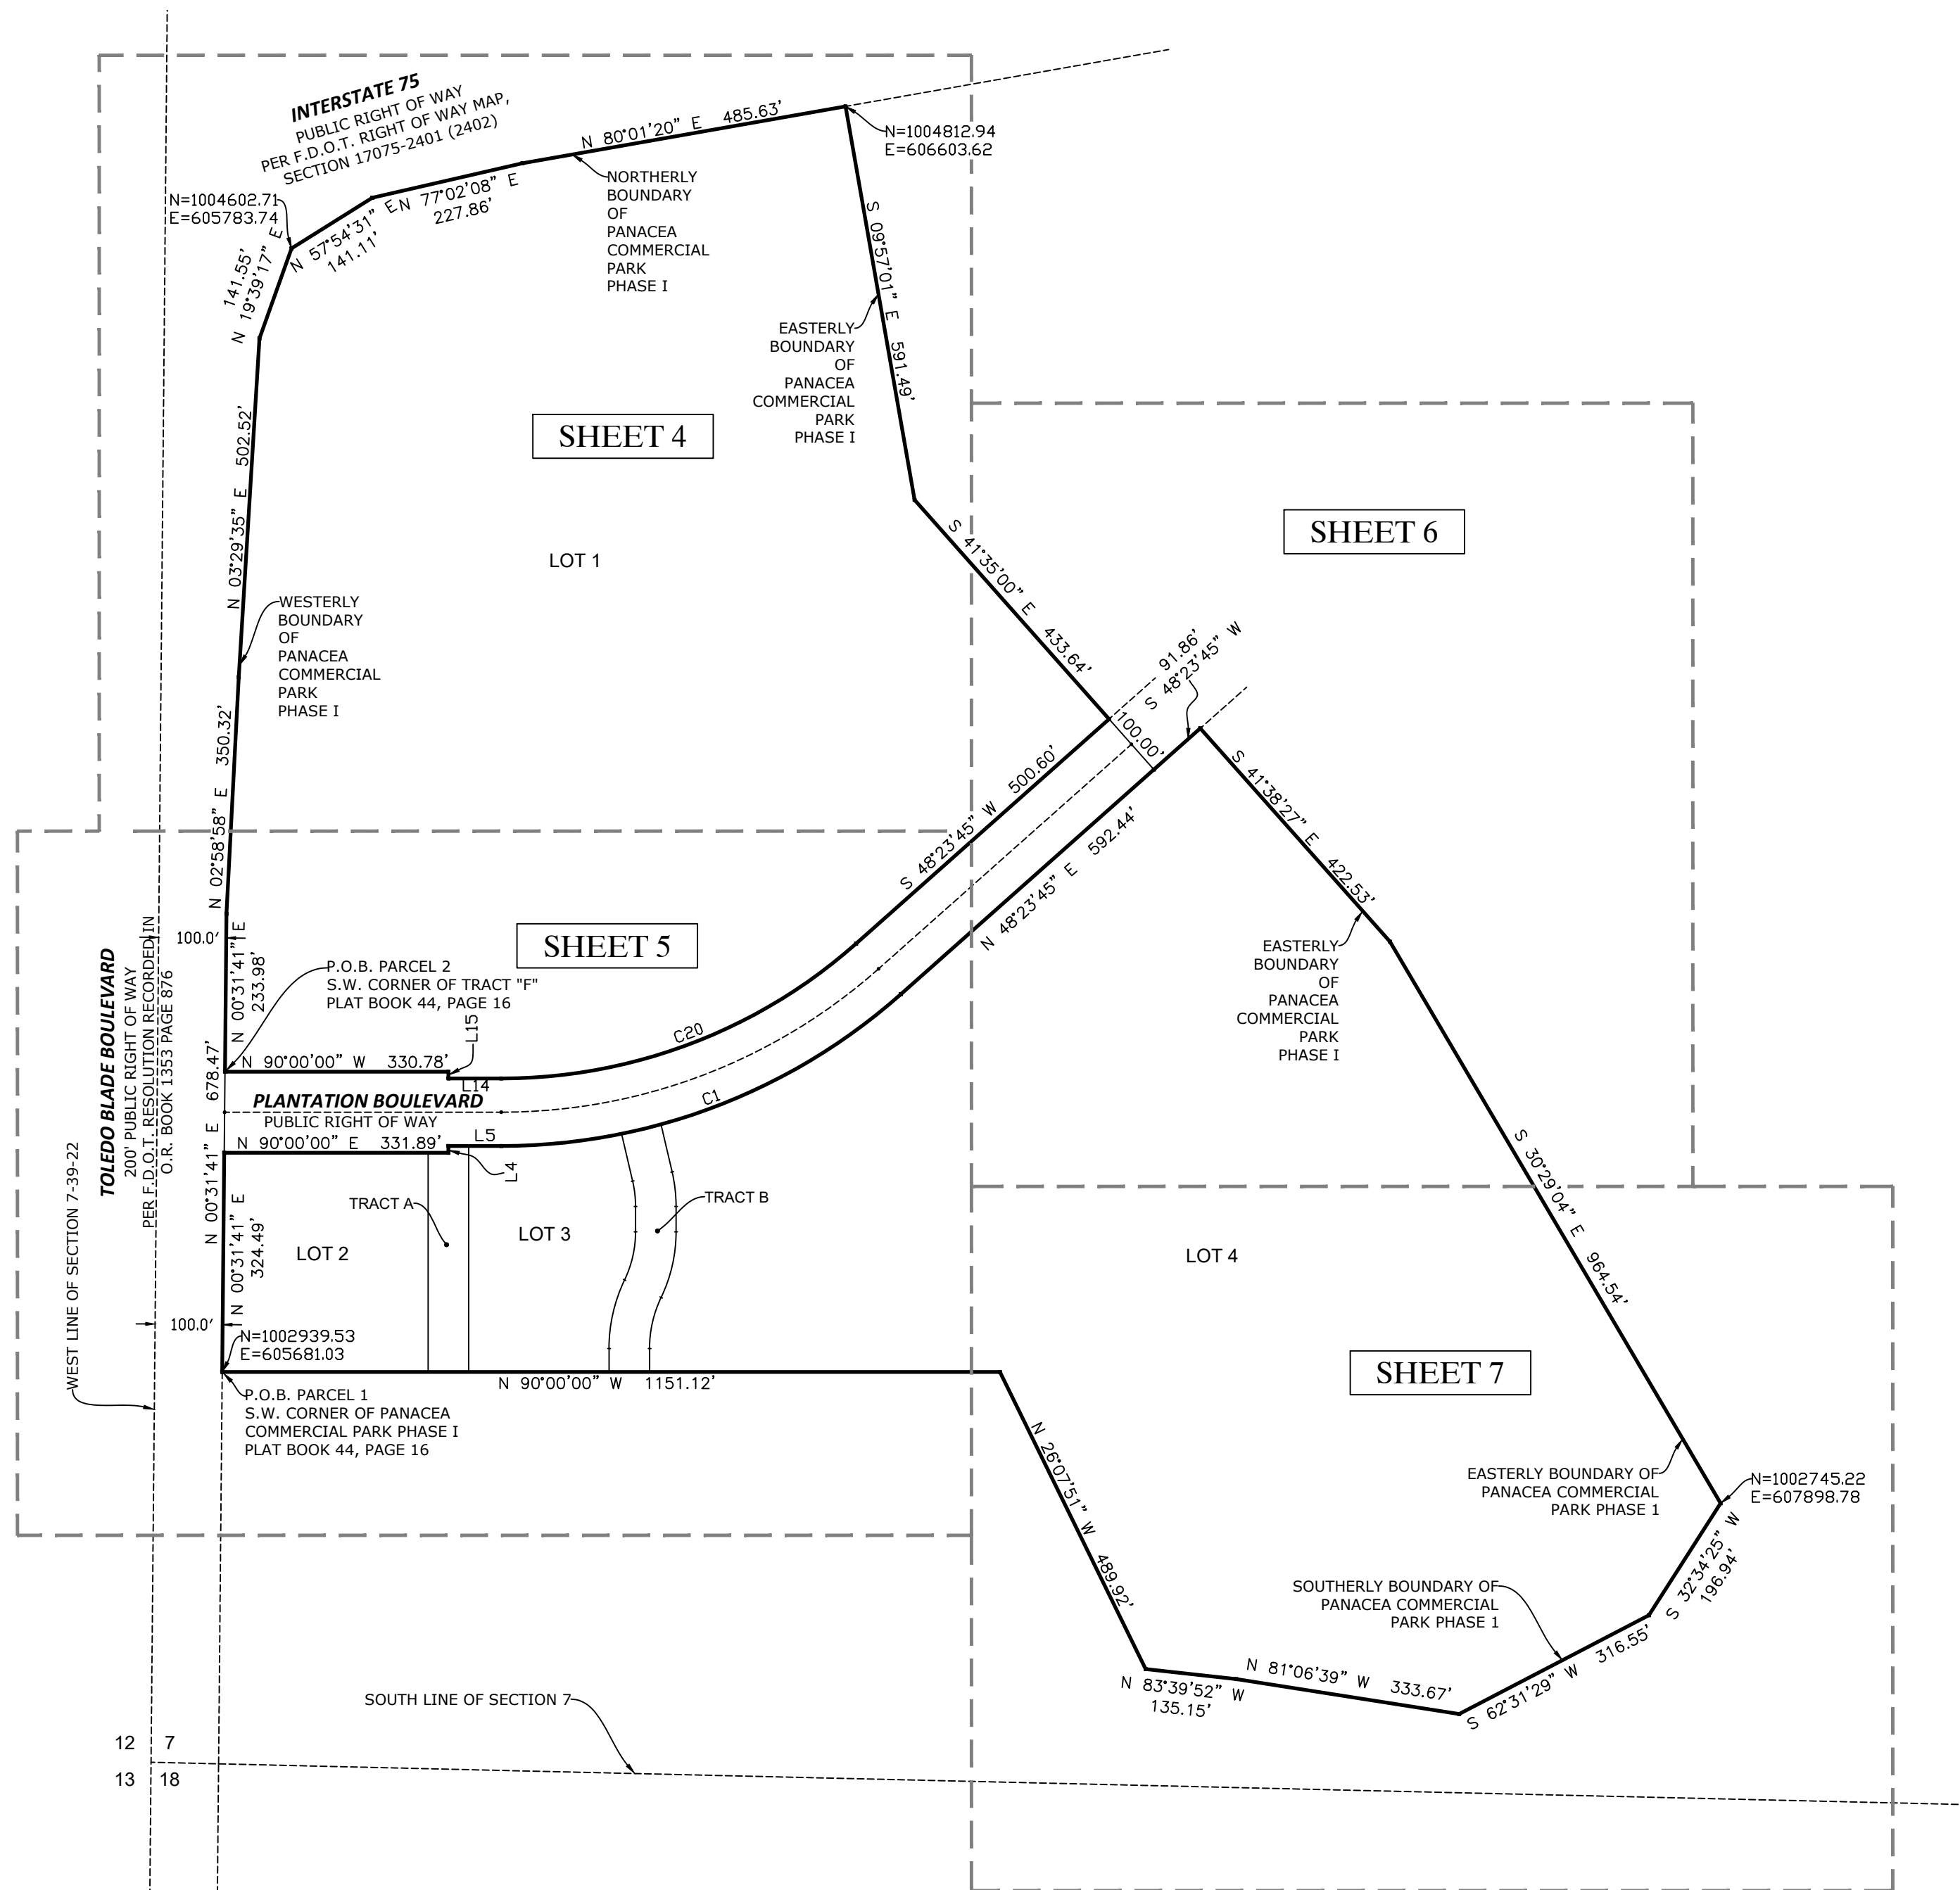 INTERSTATE 75
PUBLIC RIGHT OF WAY
PER F.D.O.T. RIGHT OF WAY MAP,
SECTION 17075-2401 (2402)
N 80°01'20" E 485.63'
N=1004812.94
E=606603.62
NORTHERLY
BOUNDARY
OF
PANACEA
COMMERCIAL
PARK
PHASE I
N=1004602.71
E=605783.74
N 77°02'08" E
227.86'
N 57°54'31" E
141.11'
141.55'
N 19°39'17" E
S 09°57'01" E 591.49'
EASTERLY
BOUNDARY
OF
PANACEA
COMMERCIAL
PARK
PHASE I
SHEET 4
N 03°29'35" E 502.52'
LOT 1
S 41°35'00" E 433.64'
SHEET 6
WESTERLY
BOUNDARY
OF
PANACEA
COMMERCIAL
PARK
PHASE I
91.86'
S 48°23'45" W
100.00'
N 02°58'58" E 350.32'
S 48°23'45" W 500.60'
N 48°23'45" E 592.44'
S 41°38'27" E 422.53'
SHEET 5
100.0'
N 00°31'41" E
233.98'
P.O.B. PARCEL 2
S.W. CORNER OF TRACT "F"
PLAT BOOK 44, PAGE 16
EASTERLY
BOUNDARY
OF
PANACEA
COMMERCIAL
PARK
PHASE I
TOLEDO BLADE BOULEVARD
200' PUBLIC RIGHT OF WAY
PER F.D.O.T. RESOLUTION RECORDED IN
O.R. BOOK 1353 PAGE 876
L15
C20
N 90°00'00" W 330.78'
L14
PLANTATION BOULEVARD
PUBLIC RIGHT OF WAY
C1
L5
N 90°00'00" E 331.89'
L4
N 00°31'41" E 678.47'
WEST LINE OF SECTION 7-39-22
N 00°31'41" E
324.49'
TRACT A
TRACT B
LOT 2
LOT 3
LOT 4
S 30°29'04" E 964.54'
100.0'
N=1002939.53
E=605681.03
N 90°00'00" W 1151.12'
SHEET 7
P.O.B. PARCEL 1
S.W. CORNER OF PANACEA
COMMERCIAL PARK PHASE I
PLAT BOOK 44, PAGE 16
N 26°07'51" W 489.92'
EASTERLY BOUNDARY OF
PANACEA COMMERCIAL
PARK PHASE 1
N=1002745.22
E=607898.78
S 32°34'25" W
196.94'
SOUTHERLY BOUNDARY OF
PANACEA COMMERCIAL
PARK PHASE 1
S 62°31'29" W 316.55'
N 81°06'39" W 333.67'
N 83°39'52" W
135.15'
SOUTH LINE OF SECTION 7
12 7
13 18